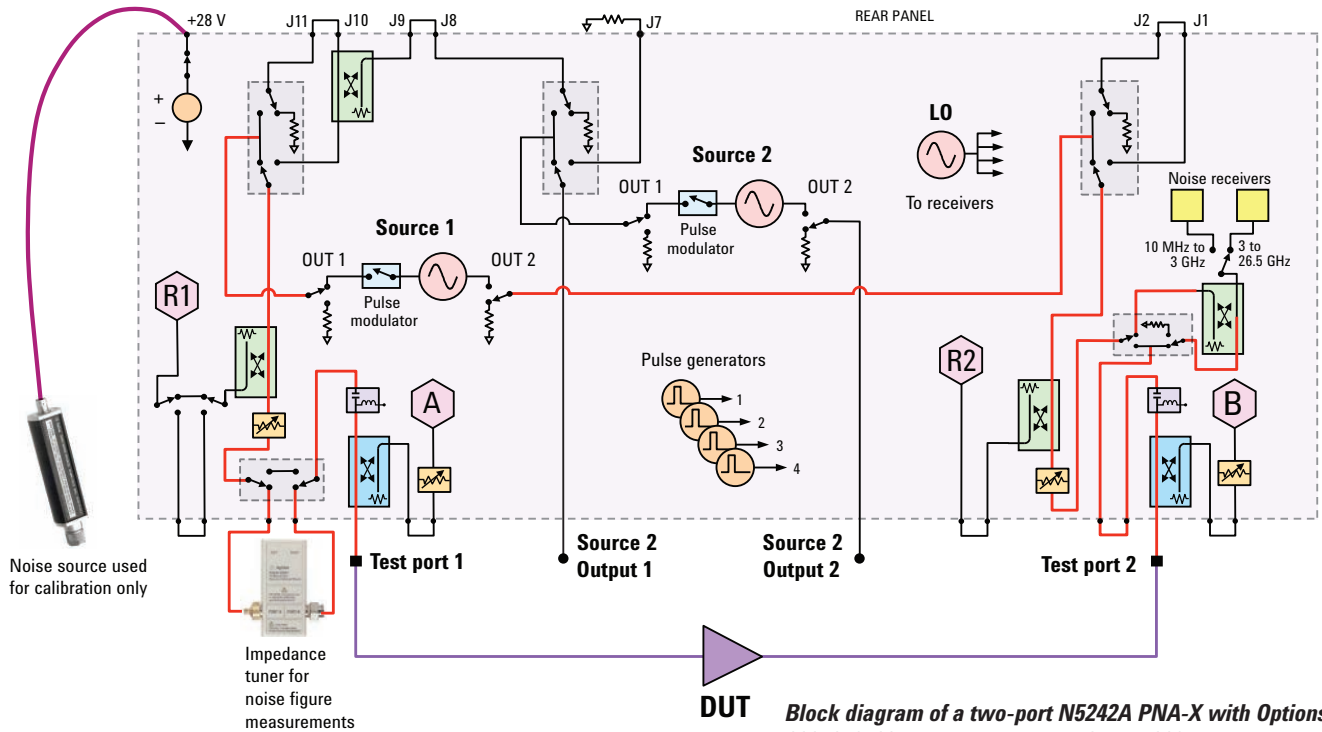 +28 V
J11
J10
J9
J8
J7
REAR PANEL
J2
J1
+
–
LO
To receivers
Source 2
OUT 1
OUT 2
Pulse
modulator
Noise receivers
10 MHz to
3 GHz
3 to
26.5 GHz
Source 1
OUT 1
OUT 2
Pulse
modulator
R1
A
Pulse generators
1
2
3
4
R2
B
Test port 1
Source 2
Output 1
Source 2
Output 2
Test port 2
Noise source used
for calibration only
Impedance
tuner for
noise figure
measurements
DUT
Block diagram of a two-port N5242A PNA-X with Options